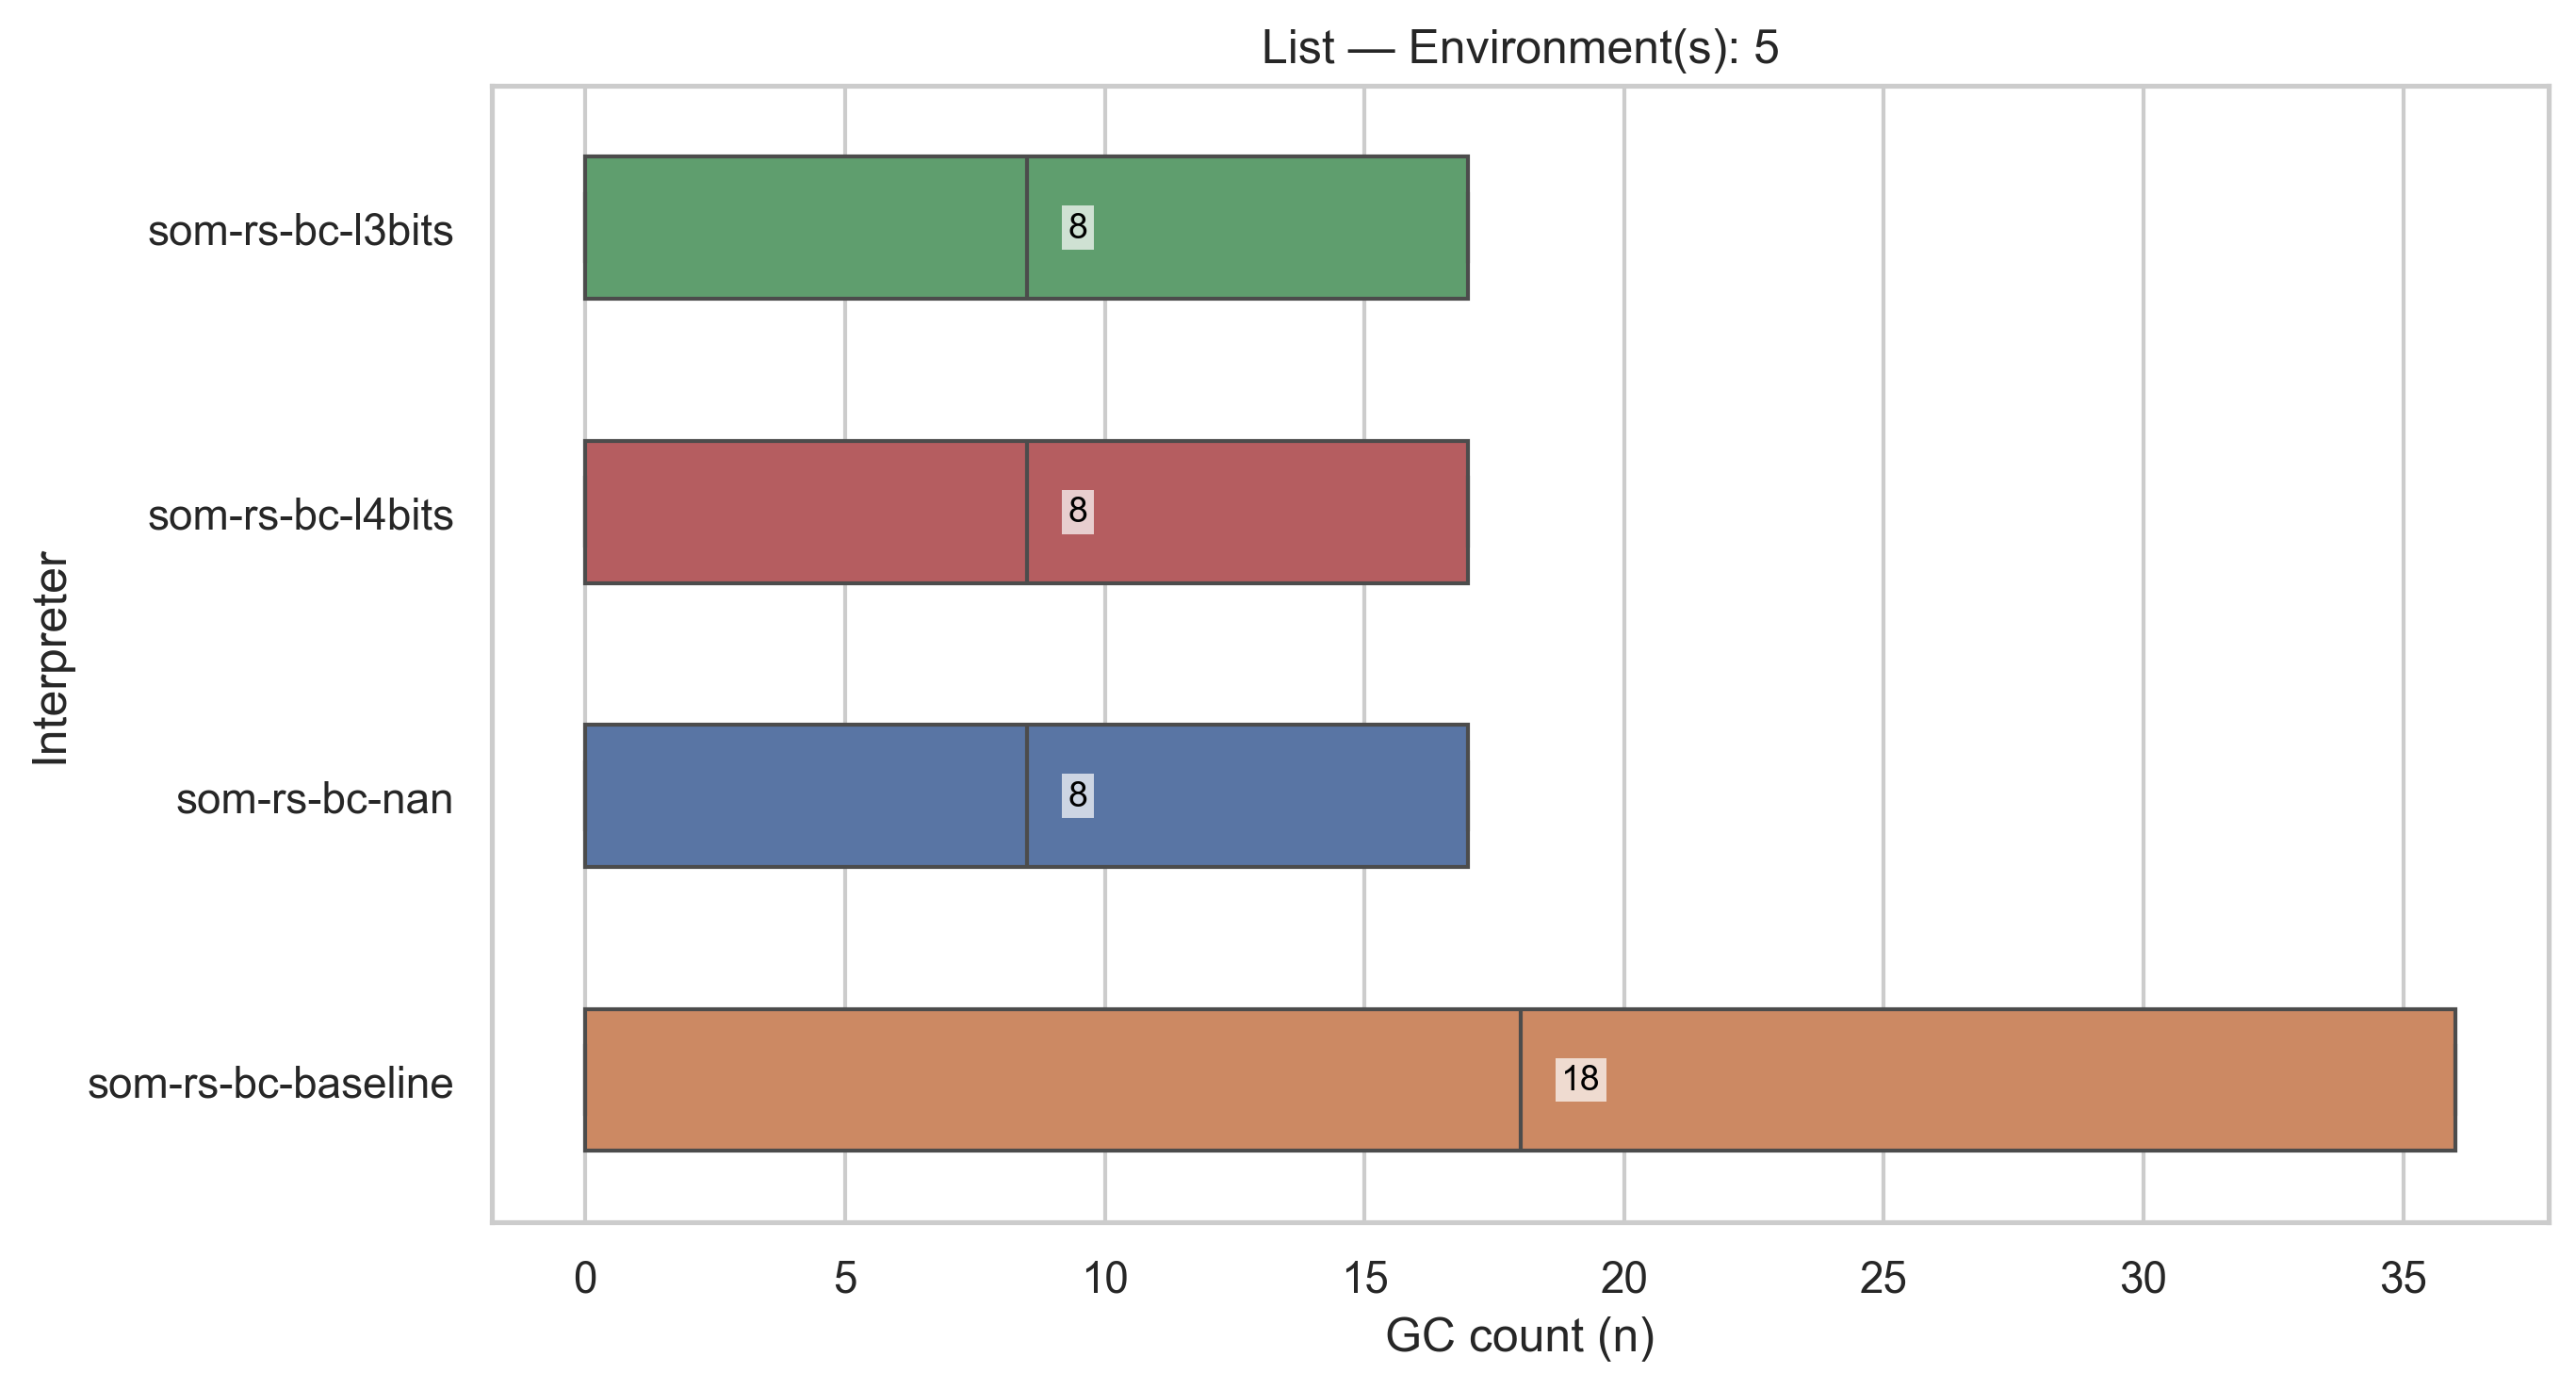 List — Environment(s): 5
som-rs-bc-l3bits
8
som-rs-bc-l4bits
8
som-rs-bc-nan
8
som-rs-bc-baseline
18
Interpreter
0 5 10 15 20 25 30 35
GC count (n)